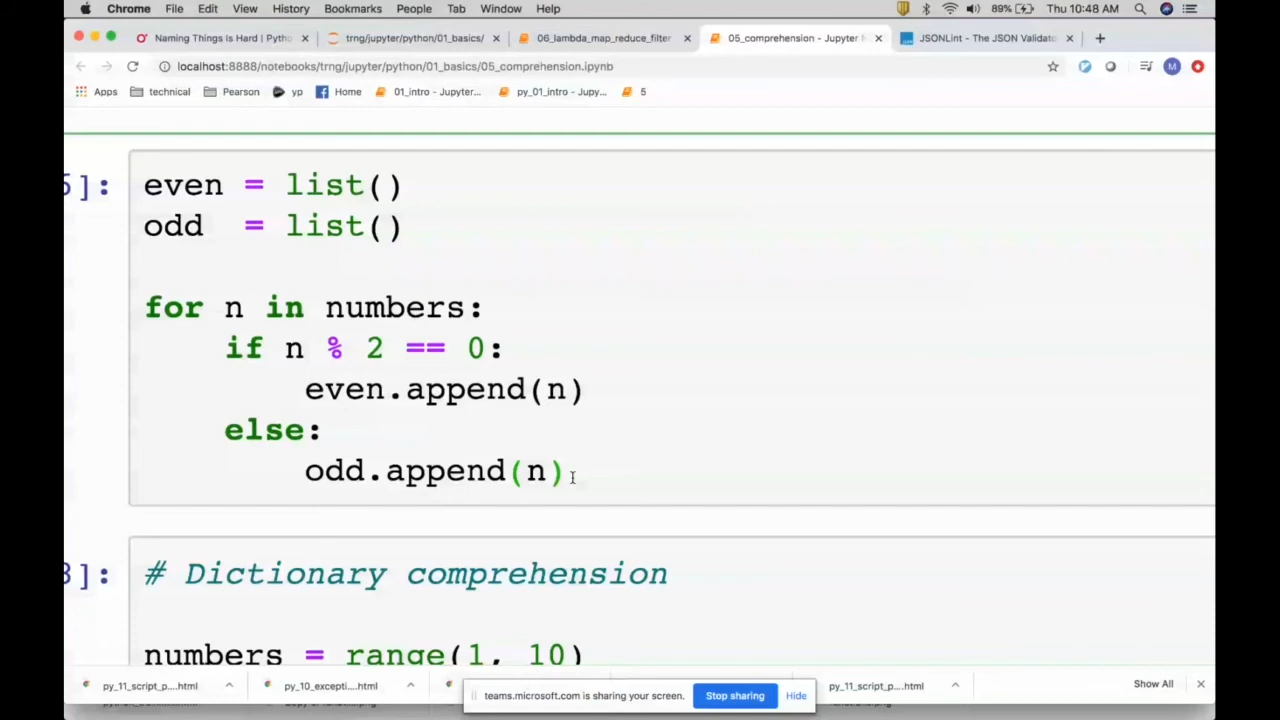 Chrome File Edit View History Bookmarks People Tab Window Help 89% Thu 10:48 AM
Naming Things Is Hard | Pytho trng/jupyter/python/01_basics/ 06_lambda_map_reduce_filter 05_comprehension - Jupyter N JSONLint - The JSON Validato
localhost:8888/notebooks/trng/jupyter/python/01_basics/05_comprehension.ipynb M
Apps technical Pearson yp Home 01_intro - Jupyter... py_01_intro - Jupy... 5
]:
even = list()
odd = list()
for n in numbers:
if n % 2 == 0:
even.append(n)
else:
odd.append(n)
]:
# Dictionary comprehension
numbers = range(1, 10)
py_11_script_p....html py_10_excepti....html teams.microsoft.com is sharing your screen. Stop sharing Hide py_11_script_p....html Show All